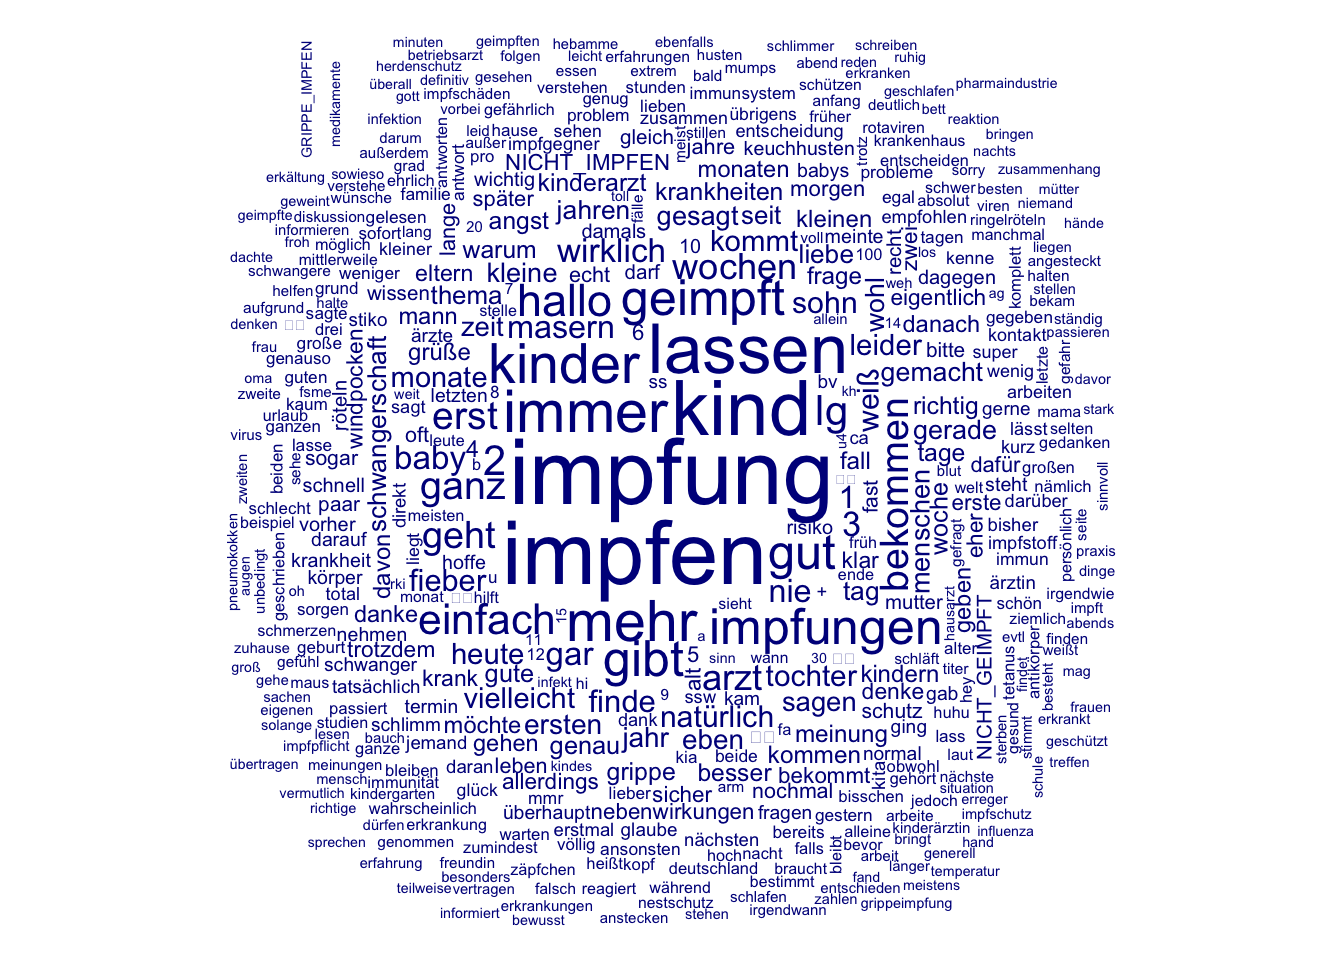 minuten geimpften hebamme ebenfalls schlimmer schreiben
betriebsarzt folgen leicht erfahrungen husten abend reden ruhig
herdenschutz essen extrem bald mumps erkranken
GRIPPE_IMPFEN medikamente überall definitiv gesehen verstehen stunden immunsystem schützen geschlafen pharmaindustrie
gott impfschäden genug lieben anfang deutlich bett
infektion vorbei gefährlich problem zusammen übrigens früher reaktion
darum antworten leid hause sehen gleich meist stillen entscheidung rotaviren krankenhaus bringen
außerdem antwort außer impfgegner jahre keuchhusten trotz nachts
grad pro NICHT_IMPFEN monaten babys entscheiden probleme sorry zusammenhang
erkältung sowieso verstehe ehrlich wichtig kinderarzt krankheiten morgen schwer besten mütter
geweint wünsche familie später toll fälle egal absolut viren niemand
geimpfte diskussion gelesen lange 20 angst jahren gesagt seit kleinen empfohlen ringelröteln hände
informieren sofort lang damals 10 kommt voll meinte recht zwei tagen manchmal
froh möglich kleiner warum wirklich liebe 100 los kenne komplett liegen
dachte mittlerweile eltern kleine echt darf wochen frage weh dagegen angesteckt
schwangere weniger halten
helfen grund wissen thema 7 hallo geimpft sohn wohl eigentlich ag stellen bekam
aufgrund sagte halte stiko mann stelle allein 14 danach gegeben ständig
denken drei ärzte zeit masern 6 kontakt passieren
frau große windpocken schwangerschaft grüße kinder lassen leider bitte super letzte gefahr
genauso monate ss bv kh weiß gemacht wenig davor
oma guten röteln weit letzten 8 arbeiten
zweite fsme kaum sagt erst immer kind lg bekommen richtig gerne mama stark
urlaub ganzen oft leute u4 ca gerade lässt selten
virus lasse baby 4 b 2 fall tage kurz gedanken
zweiten beiden sehe sogar ganz impfung fast menschen woche blut dafür großen sinnvoll
schnell direkt 1 welt steht nämlich
schlecht paar meisten gefragt erste darüber
beispiel vorher davon geht risiko 3 eher bisher persönlich seite
pneumokokken augen unbedingt geschrieben darauf liegt impfen gut früh klar impfstoff praxis
krankheit hoffe immun
körper rki fieber u ende geben ärztin dinge
oh total monat hilft nie + tag mutter irgendwie
sorgen danke einfach 15 mehr sieht impfungen hausarzt NICHT_GEIMPFT schön impft
schmerzen nehmen 11 a ziemlich abends
zuhause geburt trotzdem heute 12 gar gibt 5 sinn wann 30 schläft alter evtl finden
groß gefühl schwanger alt arzt tochter kindern titer hey tetanus findet antikörper weißt
gehe maus tatsächlich krank gute infekt hi besteht mag
sachen vielleicht finde 9 ssw kam sagen denke gab
eigenen passiert termin schutz huhu frauen
solange studien schlimm möchte ersten dank natürlich fa meinung ging lass sterben gesund stimmt erkrankt
lesen bauch jemand gehen genau jahr eben geschützt
impfpflicht ganze kia beide kommen normal laut
übertragen meinungen bleiben daran leben kindes grippe besser bekommt kita obwohl gehört nächste schule treffen
mensch immunität allerdings situation
vermutlich kindergarten glück mmr lieber sicher arm nochmal bisschen jedoch erreger
richtige wahrscheinlich überhaupt nebenwirkungen fragen gestern arbeite impfschutz
dürfen erkrankung warten erstmal glaube bereits alleine kinderärztin influenza
sprechen genommen zumindest völlig ansonsten nächsten falls bleibt bevor bringt hand
hoch nacht arbeit generell
erfahrung freundin zäpfchen heißt kopf deutschland braucht länger temperatur
besonders bestimmt fand
teilweise vertragen falsch reagiert während entschieden meistens
erkrankungen nestschutz schlafen zahlen grippeimpfung
informiert bewusst anstecken stehen irgendwann